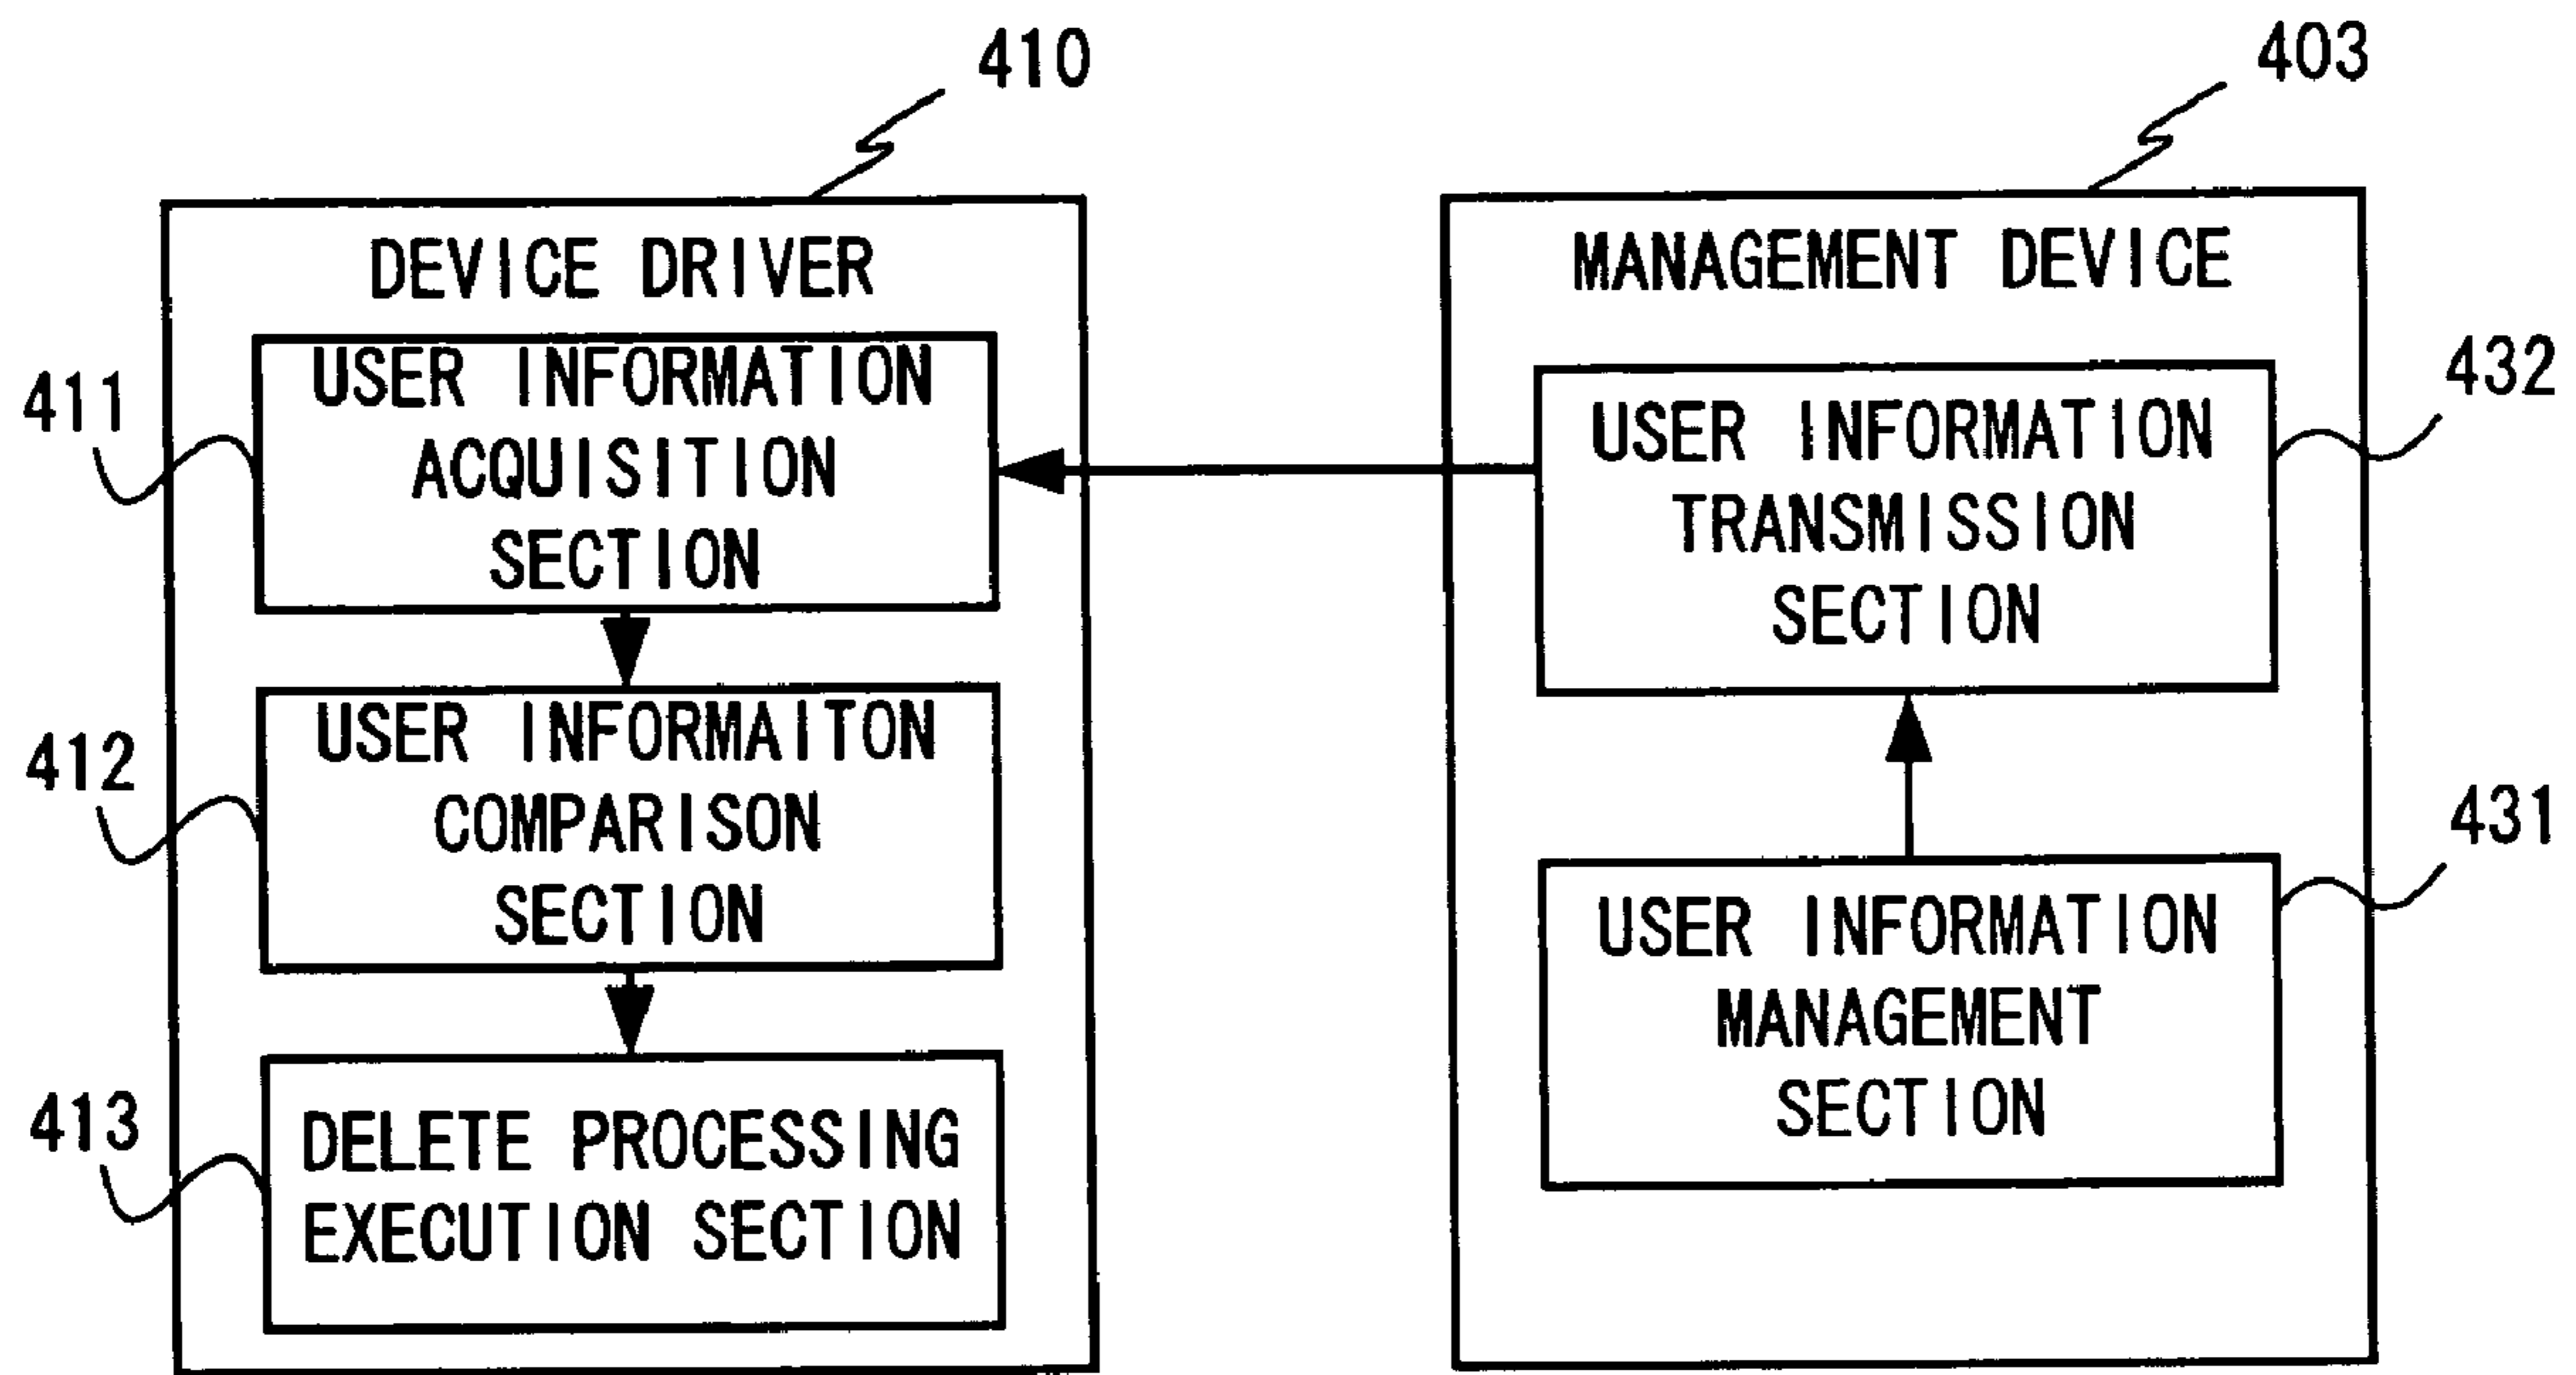 410
403
DEVICE DRIVER
MANAGEMENT DEVICE
411
USER INFORMATION
ACQUISITION
SECTION
432
USER INFORMATION
TRANSMISSION
SECTION
412
USER INFORMAITON
COMPARISON
SECTION
431
USER INFORMATION
MANAGEMENT
SECTION
413
DELETE PROCESSING
EXECUTION SECTION